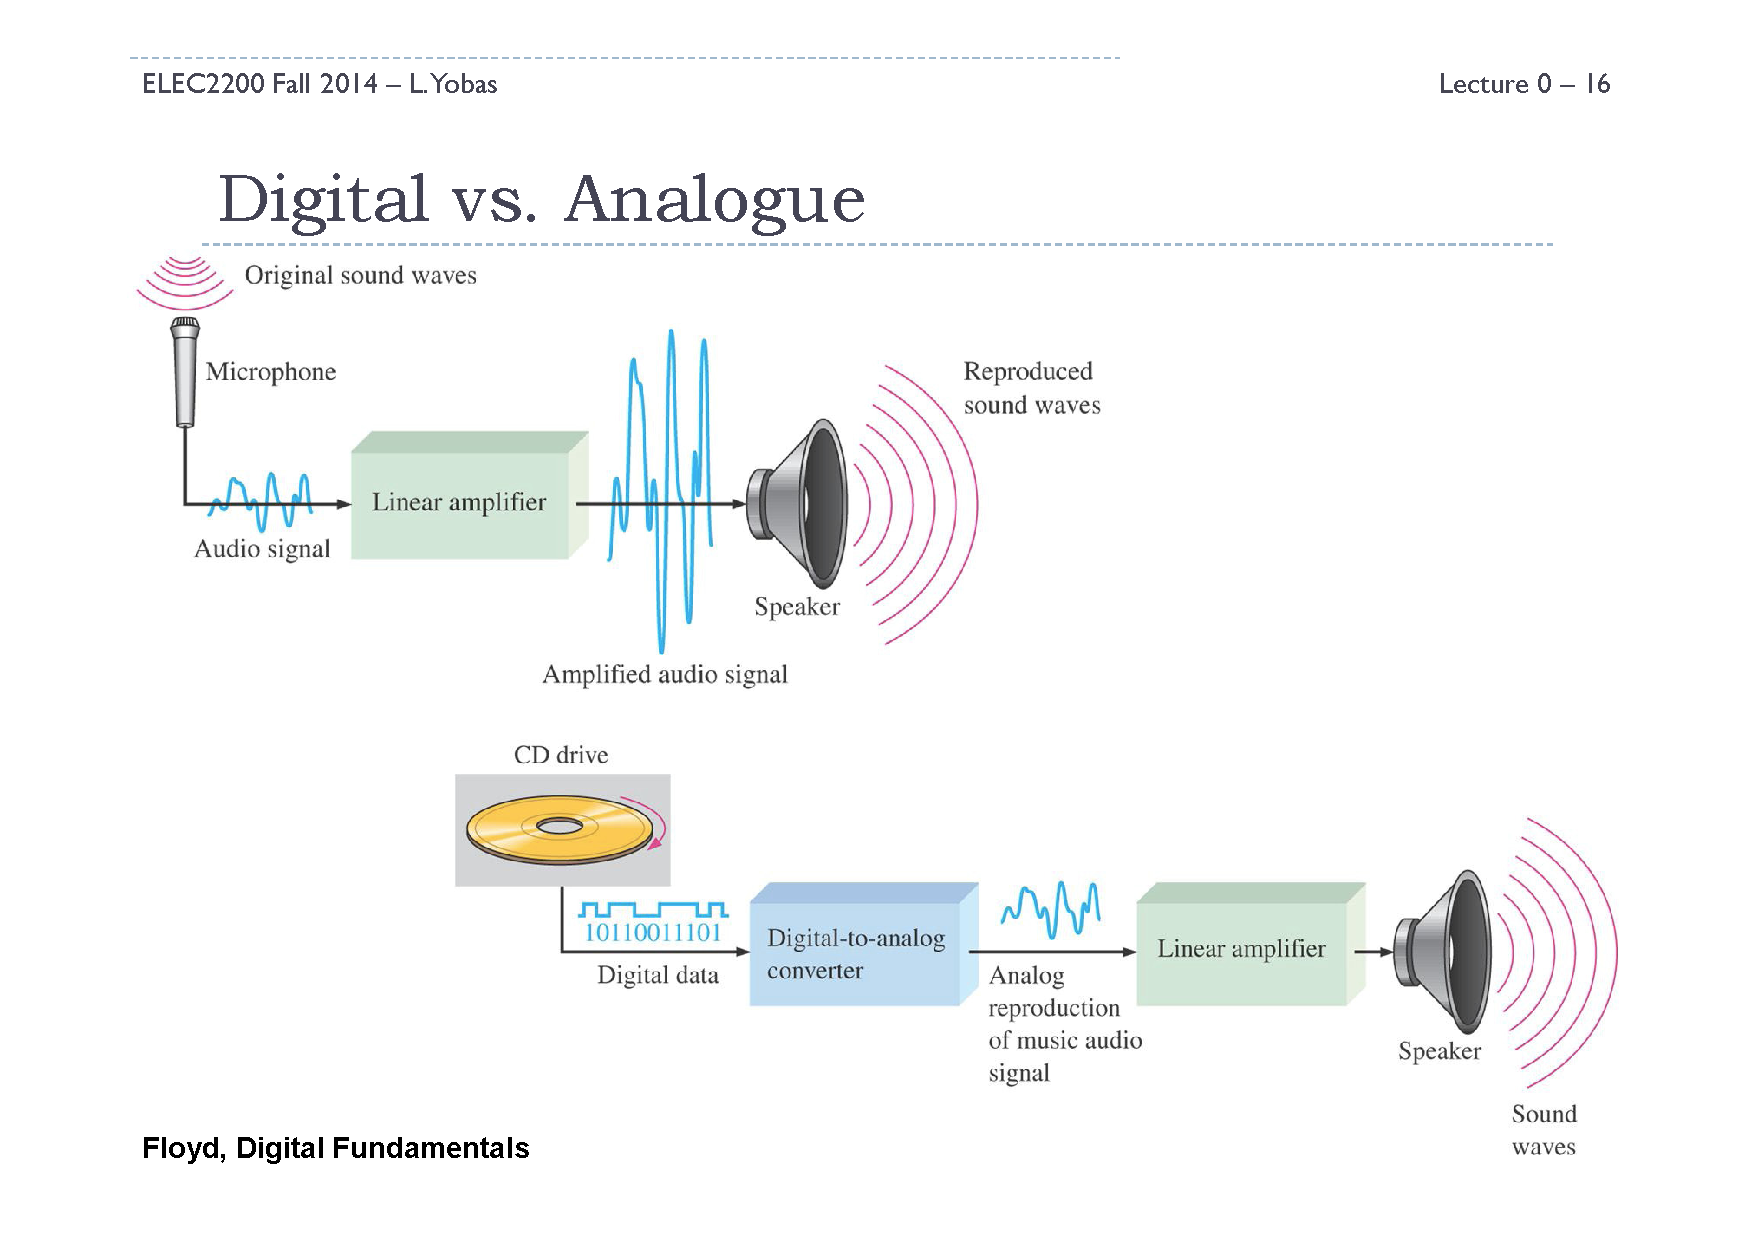 ELEC2200 Fall 2014 – L.Yobas
Lecture 0 – 16
Digital vs. Analogue
Original sound waves
Microphone
Reproduced
sound waves
Linear amplifier
Audio signal
Speaker
Amplified audio signal
CD drive
10110011101
Digital data
Digital-to-analog
converter
Analog
reproduction
of music audio
signal
Linear amplifier
Speaker
Sound
waves
Floyd, Digital Fundamentals